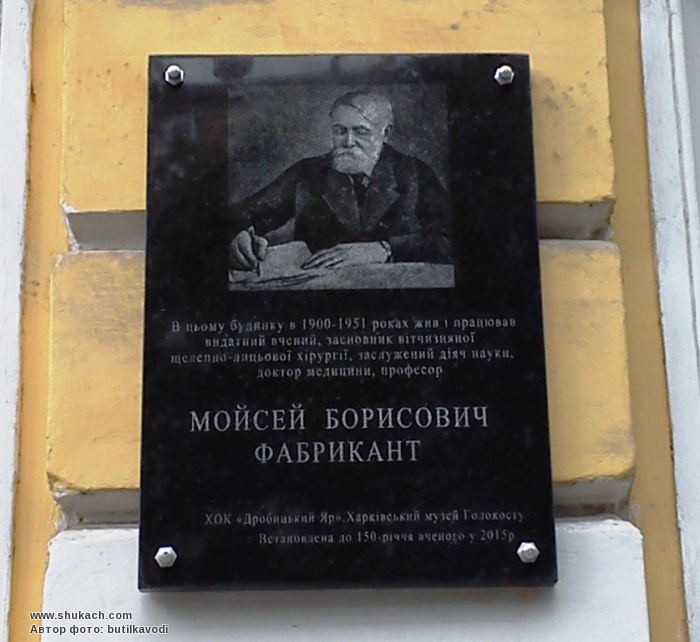 В цьому будинку в 1900-1951 роках жив і працював
видатний вчений, засновник вітчизняної
щелепно-лицьової хірургії, заслужений діяч науки,
доктор медицини, професор
МОЙСЕЙ БОРИСОВИЧ
ФАБРИКАНТ
ХОК «Дробицький Яр».Харківський музей Голокосту
Встановлена до 150-річчя вченого у 2015р.
www.shukach.com
Автор фото: butilkavodi